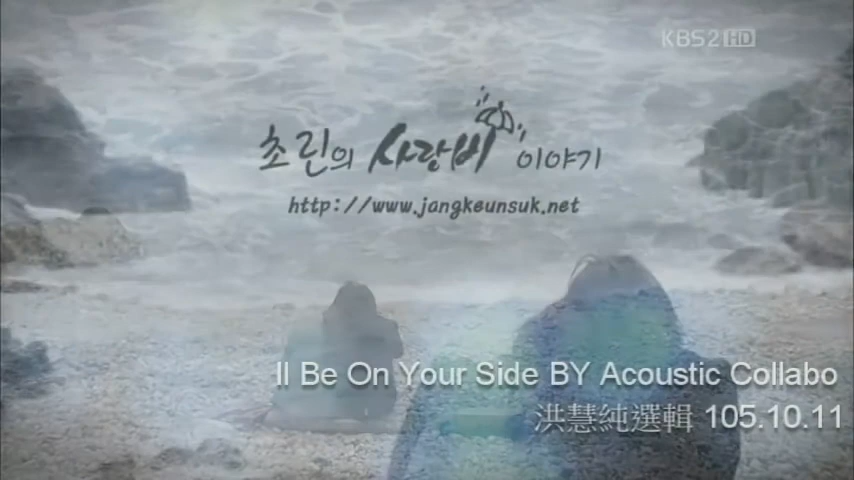 KBS2 HD
초린의 사랑비 이야기
http://www.jangkeunsuk.net
ll Be On Your Side BY Acoustic Collabo
洪慧純選輯 105.10.11